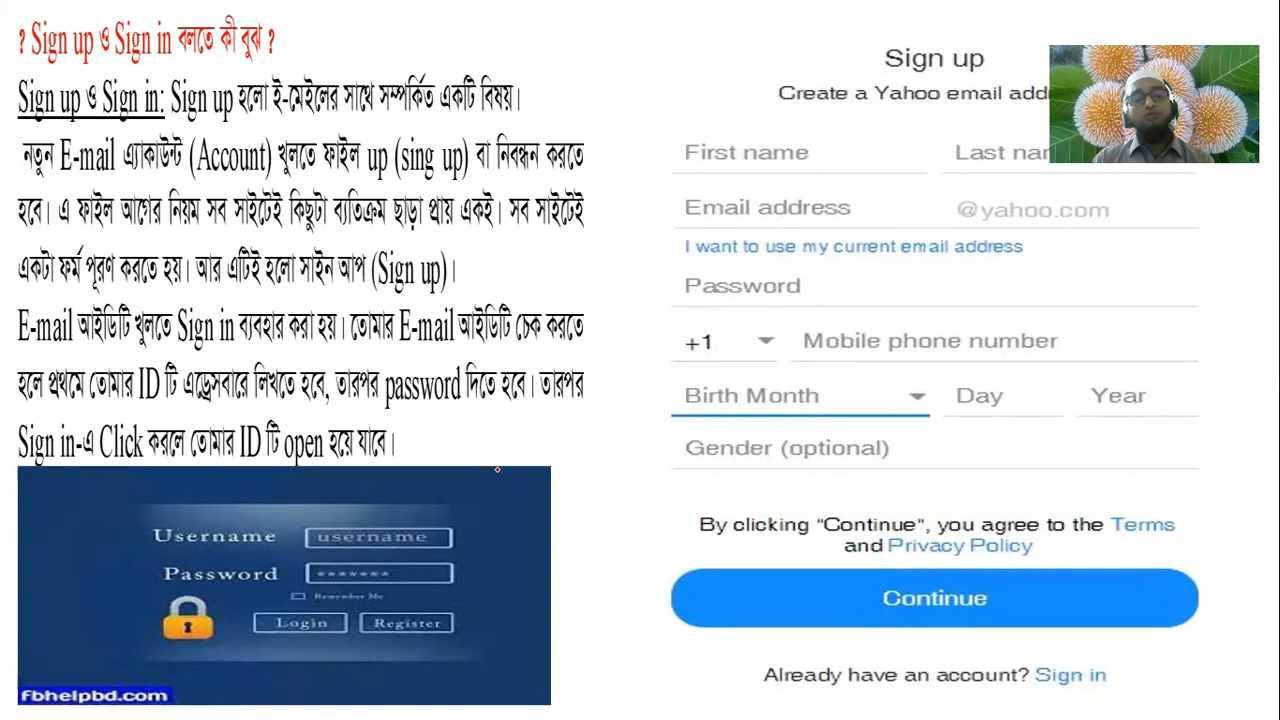 ? Sign up ও Sign in বলতে কী বুঝ ?
Sign up ও Sign in: Sign up হলো ই-মেইলের সাথে সম্পর্কিত একটি বিষয়।
নতুন E-mail এ্যাকাউন্ট (Account) খুলতে ফাইল up (sing up) বা নিবন্ধন করতে
হবে। এ ফাইল আগের নিয়ম সব সাইটেই কিছুটা ব্যতিক্রম ছাড়া প্রায় একই। সব সাইটেই
একটা ফর্ম পূরণ করতে হয়। আর এটিই হলো সাইন আপ (Sign up)।
E-mail আইডিটি খুলতে Sign in ব্যবহার করা হয়। তোমার E-mail আইডিটি চেক করতে
হলে প্রথমে তোমার ID টি এড্রেসবারে লিখতে হবে, তারপর password দিতে হবে। তারপর
Sign in-এ Click করলে তোমার ID টি open হয়ে যাবে।
Username username
Password *******
Remember Me
Login Register
fbhelpbd.com
Sign up
Create a Yahoo email add
First name Last nam
Email address @yahoo.com
I want to use my current email address
Password
+1 Mobile phone number
Birth Month Day Year
Gender (optional)
By clicking "Continue", you agree to the Terms
and Privacy Policy
Continue
Already have an account? Sign in